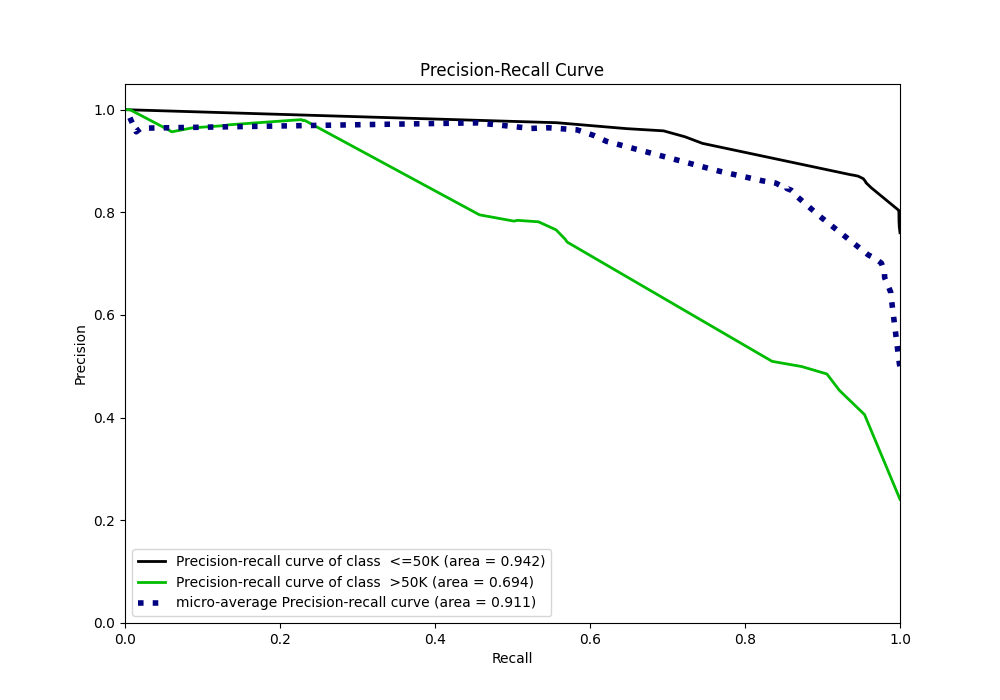 Precision-Recall Curve
1.0
0.8
0.6
0.4
0.2
0.0
Precision
Precision-recall curve of class  <=50K (area = 0.942)
Precision-recall curve of class  >50K (area = 0.694)
micro-average Precision-recall curve (area = 0.911)
0.0 0.2 0.4 0.6 0.8 1.0
Recall